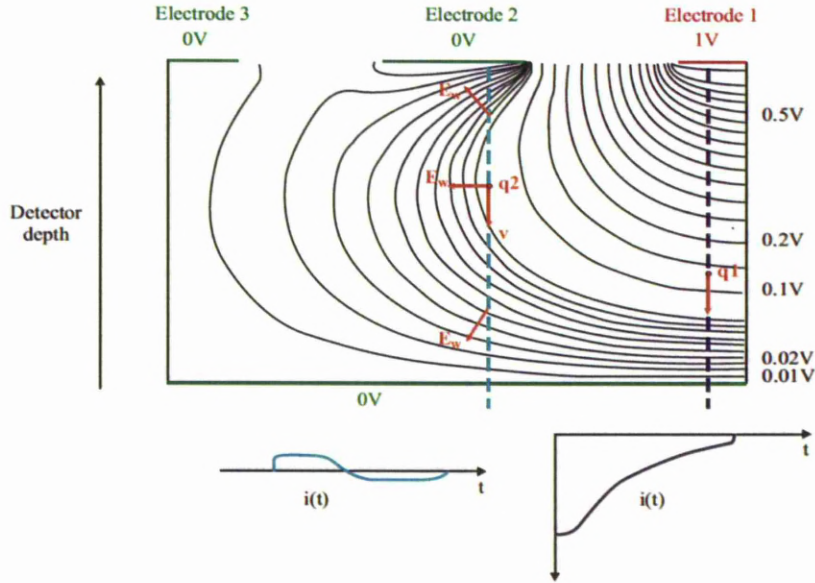 Electrode 3
0V
Electrode 2
0V
Electrode 1
1V
Detector
depth
Ew
Ew
q2
v
Ew
q1
0.5V
0.2V
0.1V
0.02V
0.01V
0V
t
i(t)
t
i(t)